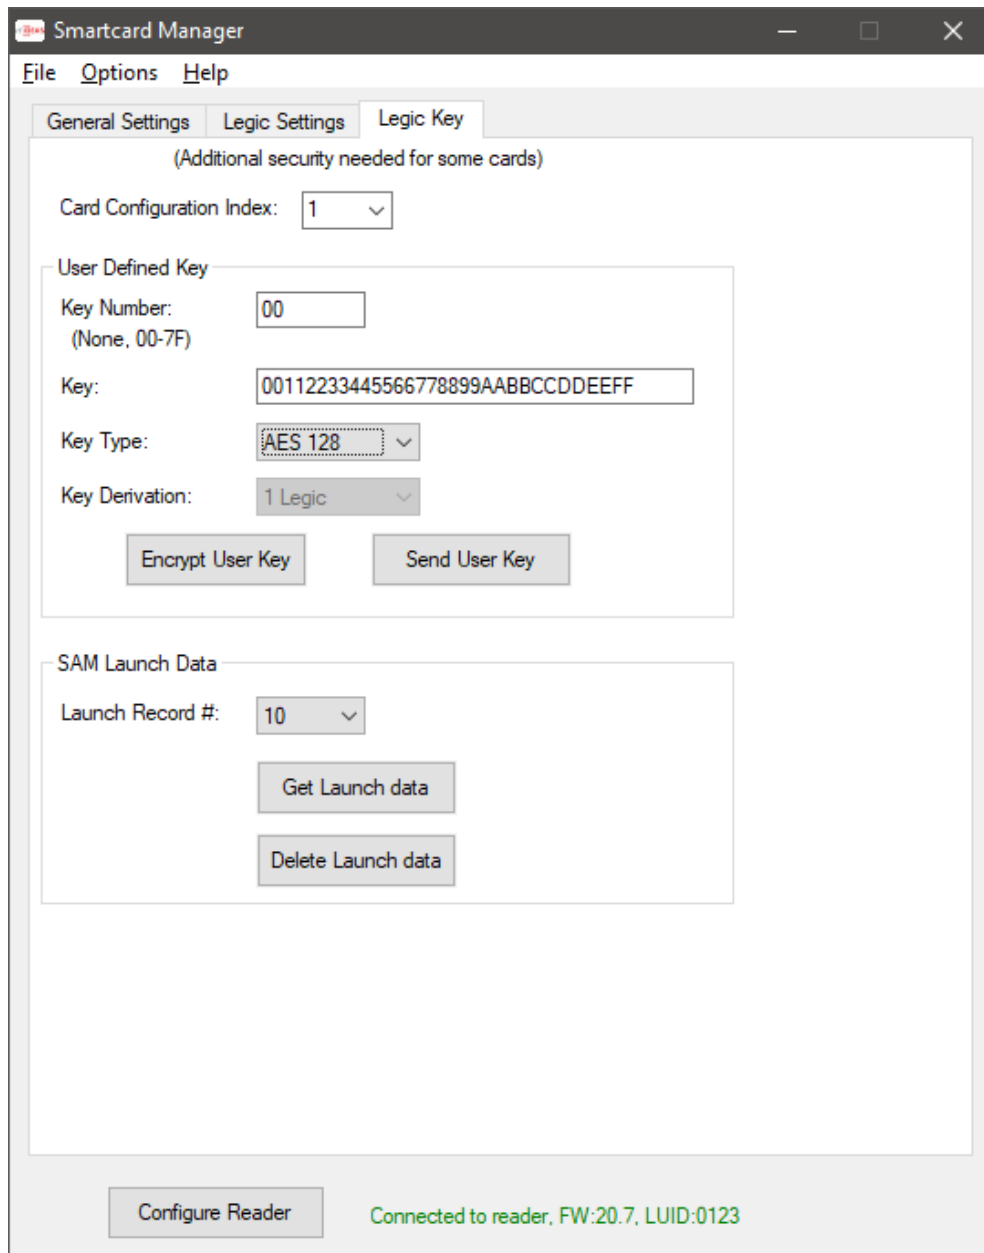 Smartcard Manager
File Options Help
General Settings Legic Settings Legic Key
(Additional security needed for some cards)
Card Configuration Index: 1
User Defined Key
Key Number: 00
(None, 00-7F)
Key: 00112233445566778899AABBCCDDEEFF
Key Type: AES 128
Key Derivation: 1 Legic
Encrypt User Key Send User Key
SAM Launch Data
Launch Record #: 10
Get Launch data
Delete Launch data
Configure Reader Connected to reader, FW:20.7, LUID:0123